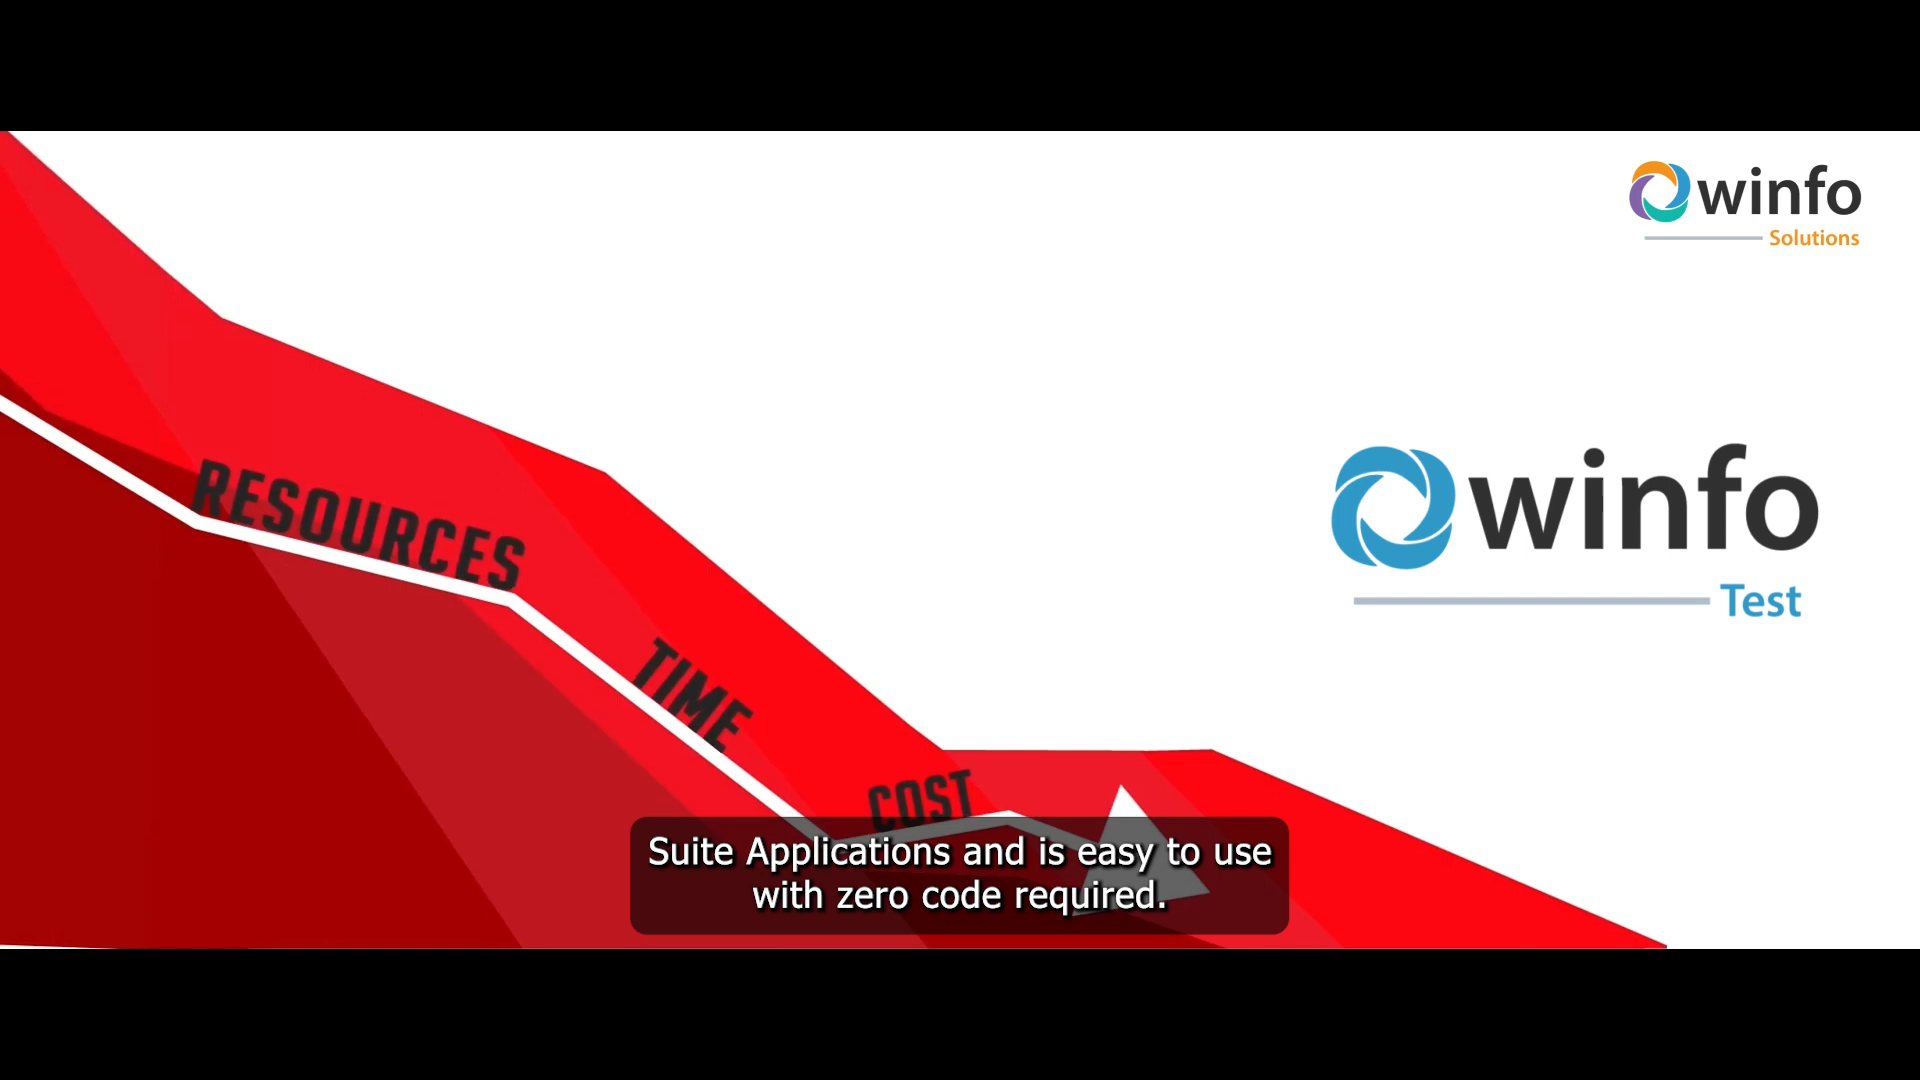 winfo
Solutions
RESOURCES
winfo
Test
TIME
COST
Suite Applications and is easy to use
with zero code required.